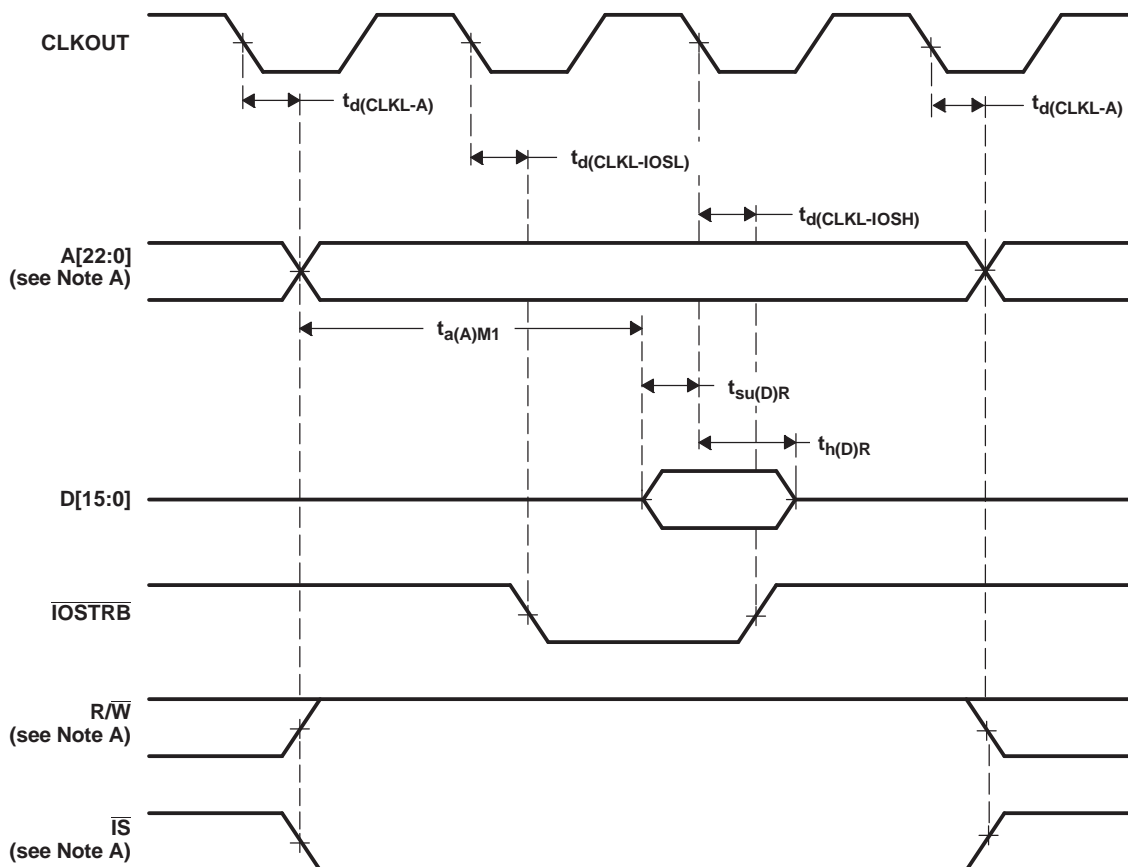 CLKOUT
td(CLKL-A)
td(CLKL-A)
td(CLKL-IOSL)
td(CLKL-IOSH)
A[22:0]
(see Note A)
ta(A)M1
tsu(D)R
th(D)R
D[15:0]
IOSTRB
R/W
(see Note A)
IS
(see Note A)